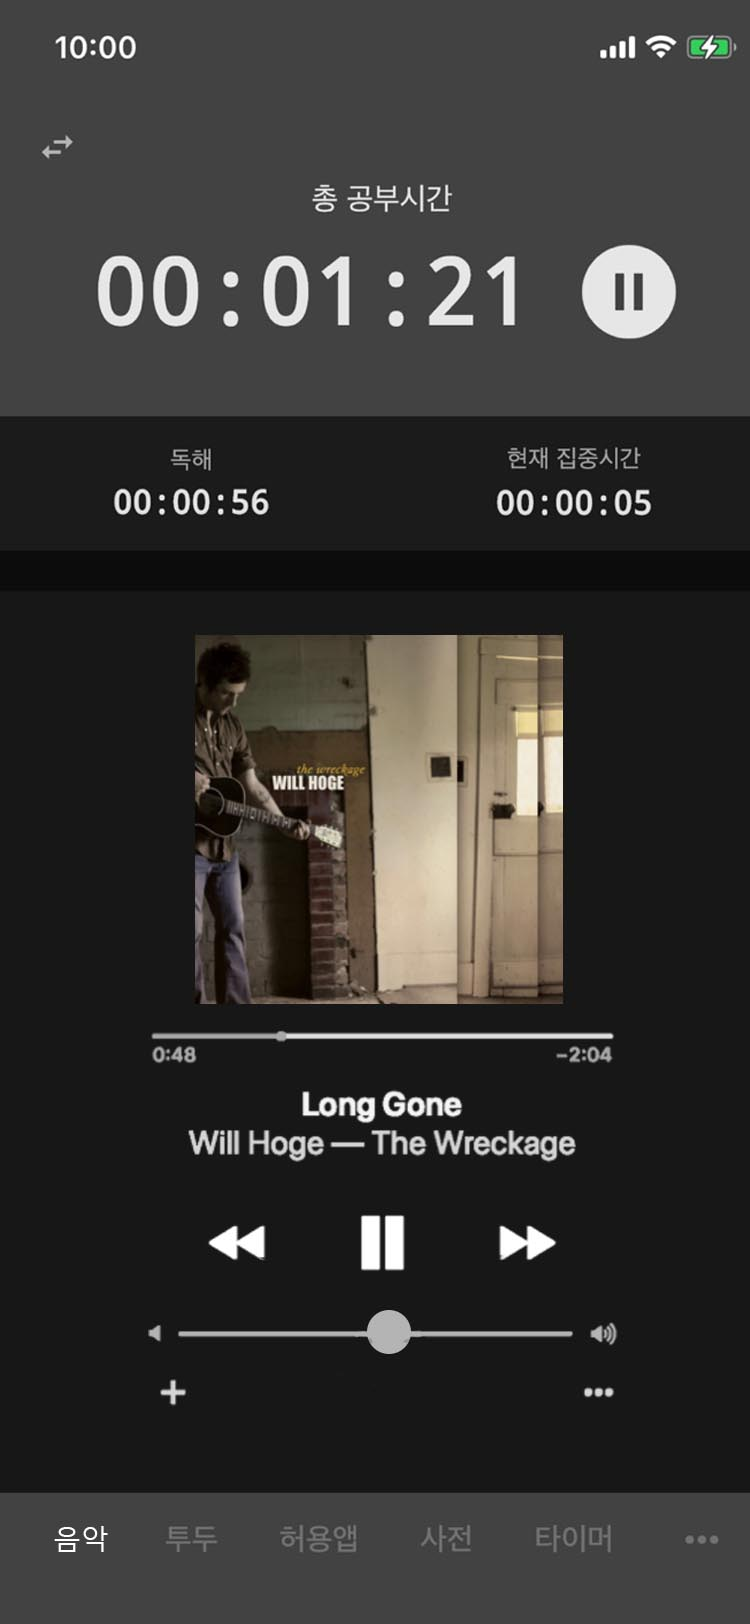 10:00
총 공부시간
00:01:21
독해 현재 집중시간
00:00:56 00:00:05
the wreckage
WILL HOGE
0:48 -2:04
Long Gone
Will Hoge — The Wreckage
음악 투두 허용앱 사전 타이머